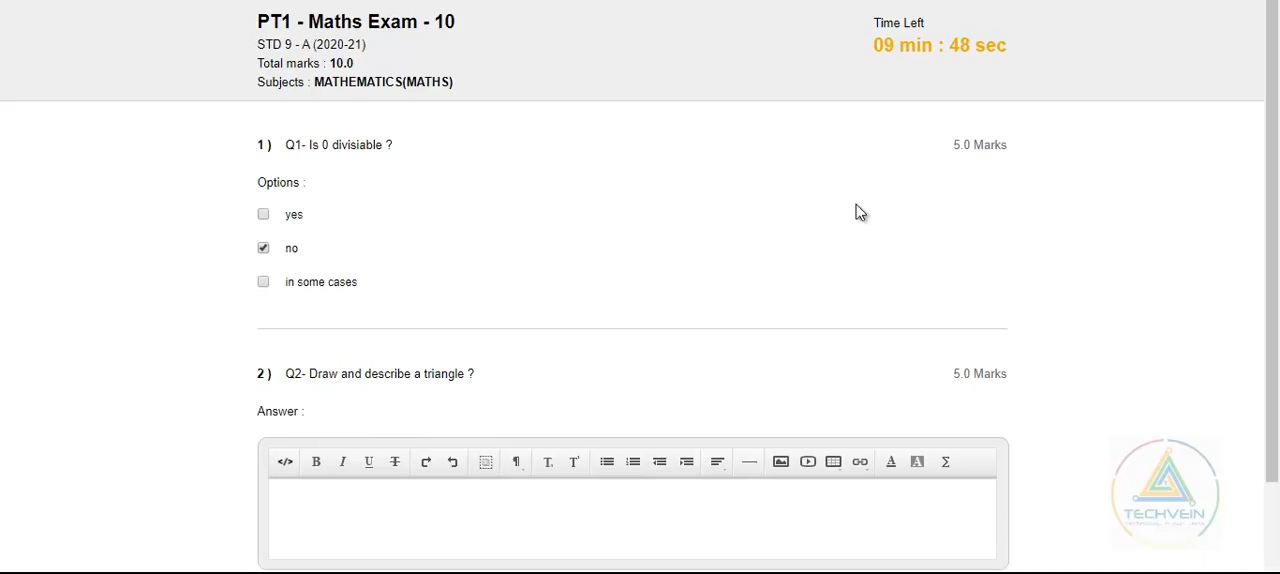 PT1 - Maths Exam - 10
STD 9 - A (2020-21)
Total marks : 10.0
Subjects : MATHEMATICS(MATHS)
Time Left
09 min : 48 sec
1 ) Q1- Is 0 divisiable ?
5.0 Marks
Options :
yes
no
in some cases
2 ) Q2- Draw and describe a triangle ?
5.0 Marks
Answer :
TECHVEIN